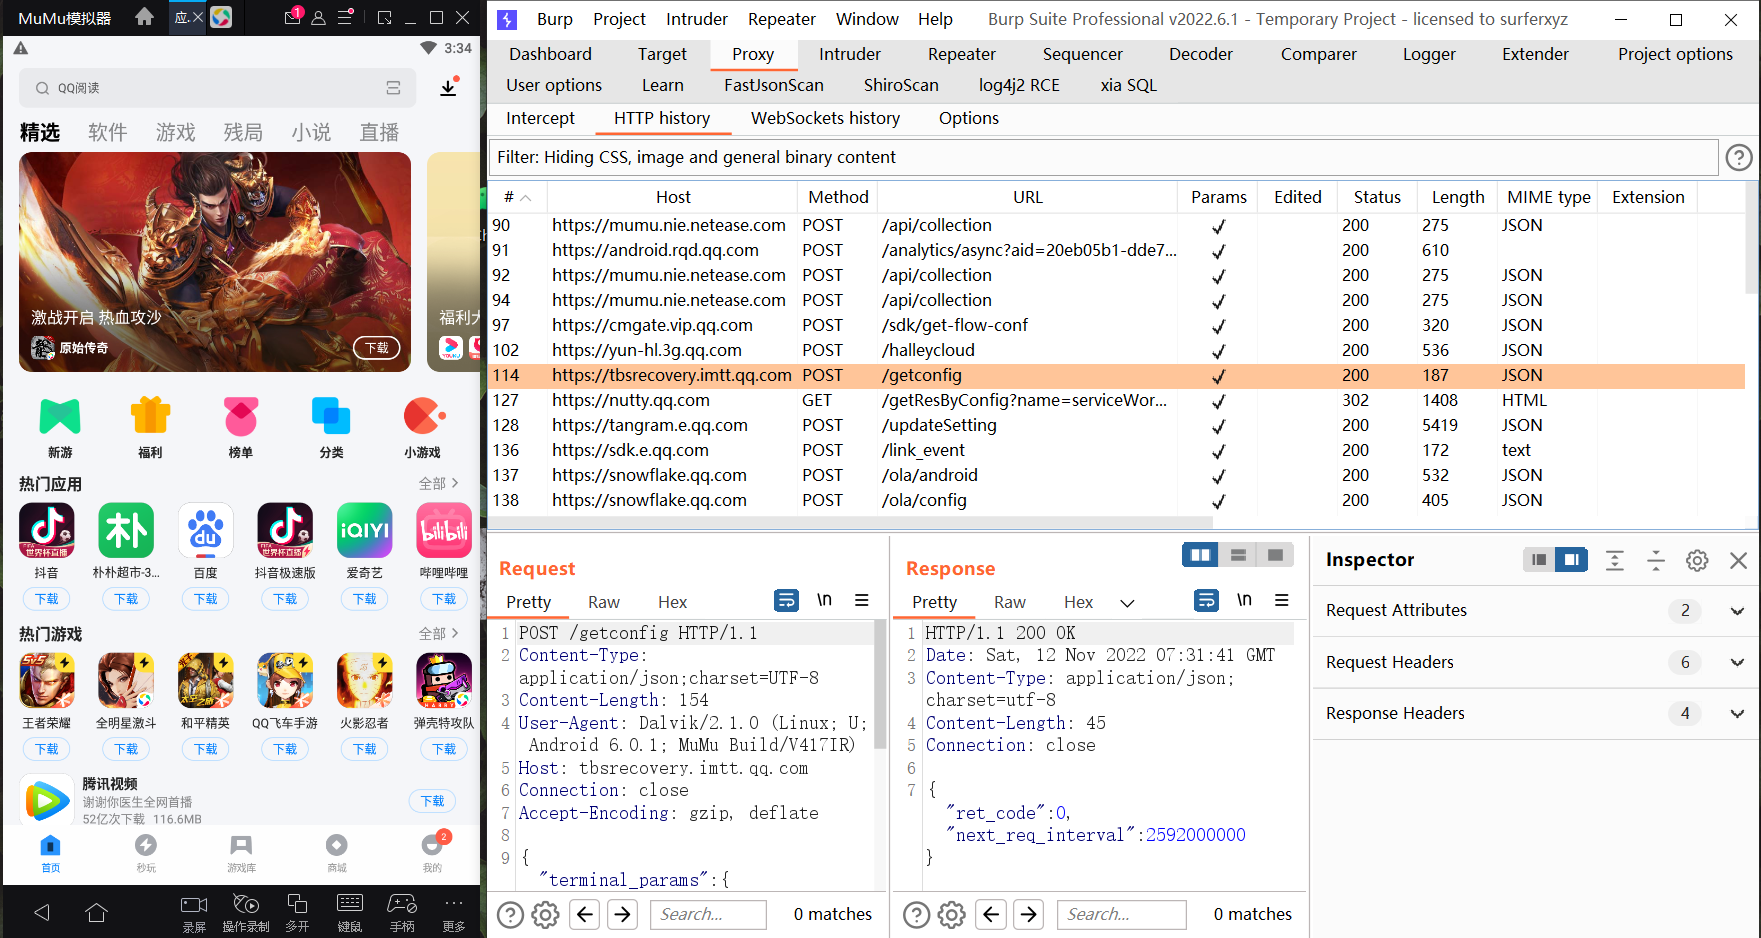 MuMu模拟器
应.
1
3:34
QQ阅读
精选 软件 游戏 残局 小说 直播
激战开启 热血攻沙
原始传奇
下载
福利大
YOUKU
新游 福利 榜单 分类 小游戏
热门应用
全部
世界杯直播
朴
du
世界杯直播
iQIYI
bilibili
抖音 朴朴超市-3... 百度 抖音极速版 爱奇艺 哔哩哔哩
下载 下载 下载 下载 下载 下载
热门游戏
全部
5v5
王者荣耀 全明星激斗 和平精英 QQ飞车手游 火影忍者 弹壳特攻队
下载 下载 下载 下载 下载 下载
腾讯视频
谢谢你医生全网首播
52亿次下载 116.6MB
下载
2
首页 秒玩 游戏库 商城 我的
录屏 操作录制 多开 键鼠 手柄 更多
Burp Project Intruder Repeater Window Help
Burp Suite Professional v2022.6.1 - Temporary Project - licensed to surferxyz
Dashboard Target Proxy Intruder Repeater Sequencer Decoder Comparer Logger Extender Project options
User options Learn FastJsonScan ShiroScan log4j2 RCE xia SQL
Intercept HTTP history WebSockets history Options
Filter: Hiding CSS, image and general binary content
?
# Host Method URL Params Edited Status Length MIME type Extension
90 https://mumu.nie.netease.com POST /api/collection ✓ 200 275 JSON
91 https://android.rqd.qq.com POST /analytics/async?aid=20eb05b1-dde7... ✓ 200 610
92 https://mumu.nie.netease.com POST /api/collection ✓ 200 275 JSON
94 https://mumu.nie.netease.com POST /api/collection ✓ 200 275 JSON
97 https://cmgate.vip.qq.com POST /sdk/get-flow-conf ✓ 200 320 JSON
102 https://yun-hl.3g.qq.com POST /halleycloud ✓ 200 536 JSON
114 https://tbsrecovery.imtt.qq.com POST /getconfig ✓ 200 187 JSON
127 https://nutty.qq.com GET /getResByConfig?name=serviceWor... ✓ 302 1408 HTML
128 https://tangram.e.qq.com POST /updateSetting ✓ 200 5419 JSON
136 https://sdk.e.qq.com POST /link_event ✓ 200 172 text
137 https://snowflake.qq.com POST /ola/android ✓ 200 532 JSON
138 https://snowflake.qq.com POST /ola/config ✓ 200 405 JSON
Request
Pretty Raw Hex
\n
1 POST /getconfig HTTP/1.1
2 Content-Type:
application/json;charset=UTF-8
3 Content-Length: 154
4 User-Agent: Dalvik/2.1.0 (Linux; U;
Android 6.0.1; MuMu Build/V417IR)
5 Host: tbsrecovery.imtt.qq.com
6 Connection: close
7 Accept-Encoding: gzip, deflate
8
9 {
"terminal_params":{
?
Search...
0 matches
Response
Pretty Raw Hex
\n
1 HTTP/1.1 200 OK
2 Date: Sat, 12 Nov 2022 07:31:41 GMT
3 Content-Type: application/json;
charset=utf-8
4 Content-Length: 45
5 Connection: close
6
7 {
"ret_code":0,
"next_req_interval":2592000000
}
?
Search...
0 matches
Inspector
Request Attributes 2
Request Headers 6
Response Headers 4